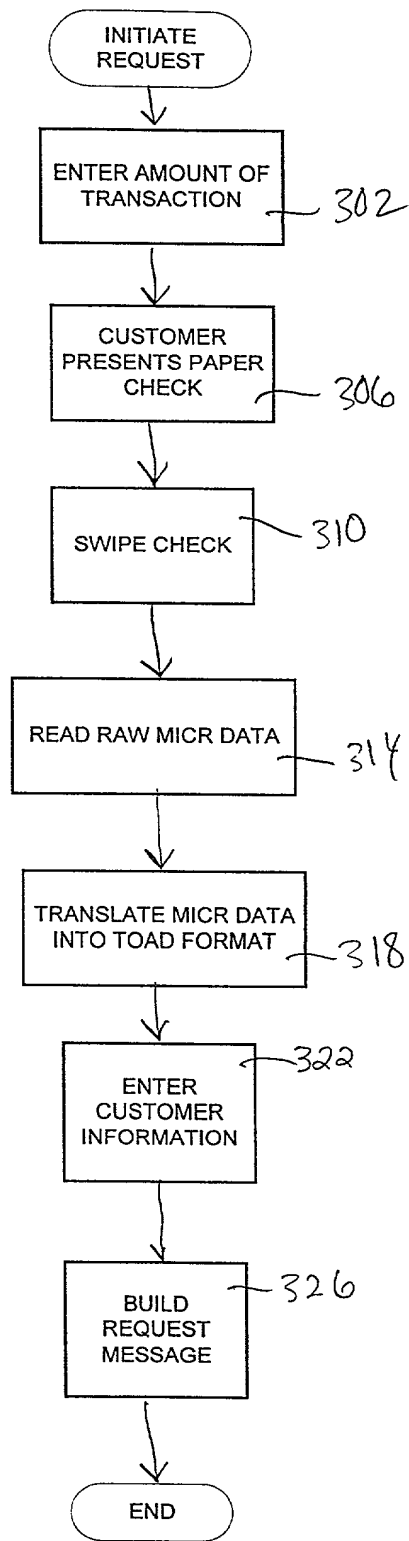 INITIATE
REQUEST
ENTER AMOUNT OF
TRANSACTION
302
CUSTOMER
PRESENTS PAPER
CHECK
306
SWIPE CHECK
310
READ RAW MICR DATA
314
TRANSLATE MICR DATA
INTO TOAD FORMAT
318
322
ENTER
CUSTOMER
INFORMATION
326
BUILD
REQUEST
MESSAGE
END